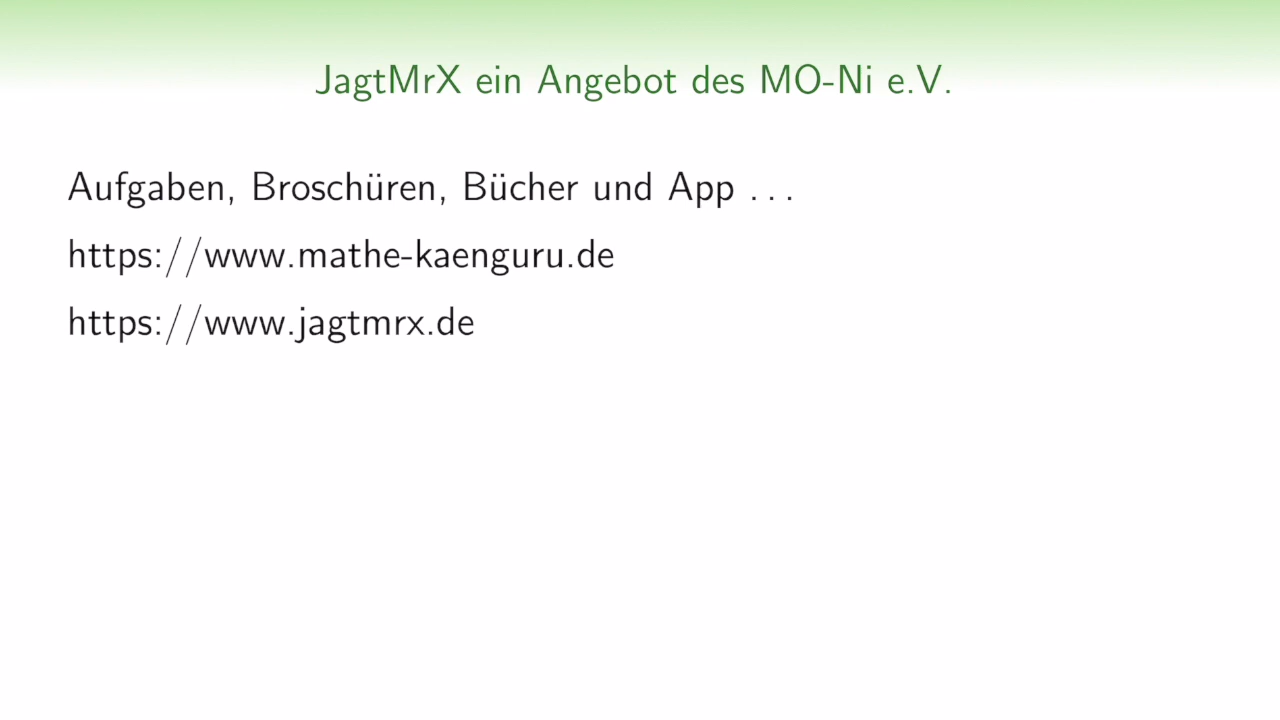 JagtMrX ein Angebot des MO-Ni e.V.
Aufgaben, Broschüren, Bücher und App . . .
https://www.mathe-kaenguru.de
https://www.jagtmrx.de